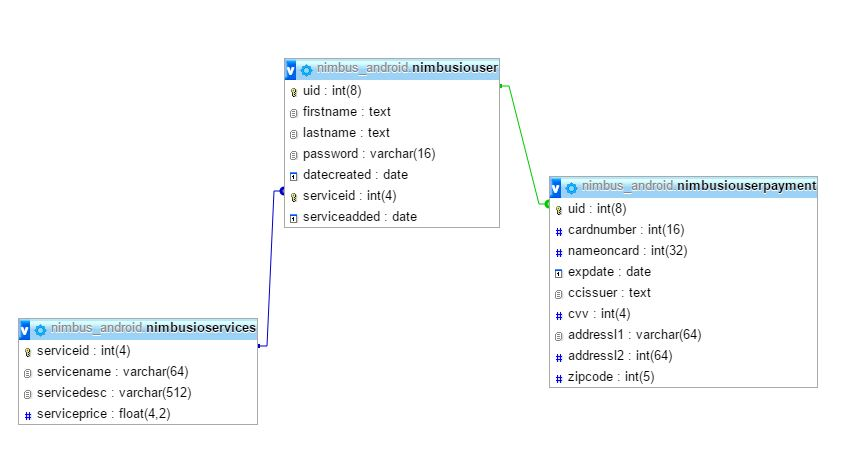 nimbus_android.nimbusiouser
uid : int(8)
firstname : text
lastname : text
password : varchar(16)
datecreated : date
serviceid : int(4)
serviceadded : date
nimbus_android.nimbusiouserpayment
uid : int(8)
cardnumber : int(16)
nameoncard : int(32)
expdate : date
ccissuer : text
cvv : int(4)
addressl1 : varchar(64)
addressl2 : int(64)
zipcode : int(5)
nimbus_android.nimbusioservices
serviceid : int(4)
servicename : varchar(64)
servicedesc : varchar(512)
serviceprice : float(4,2)